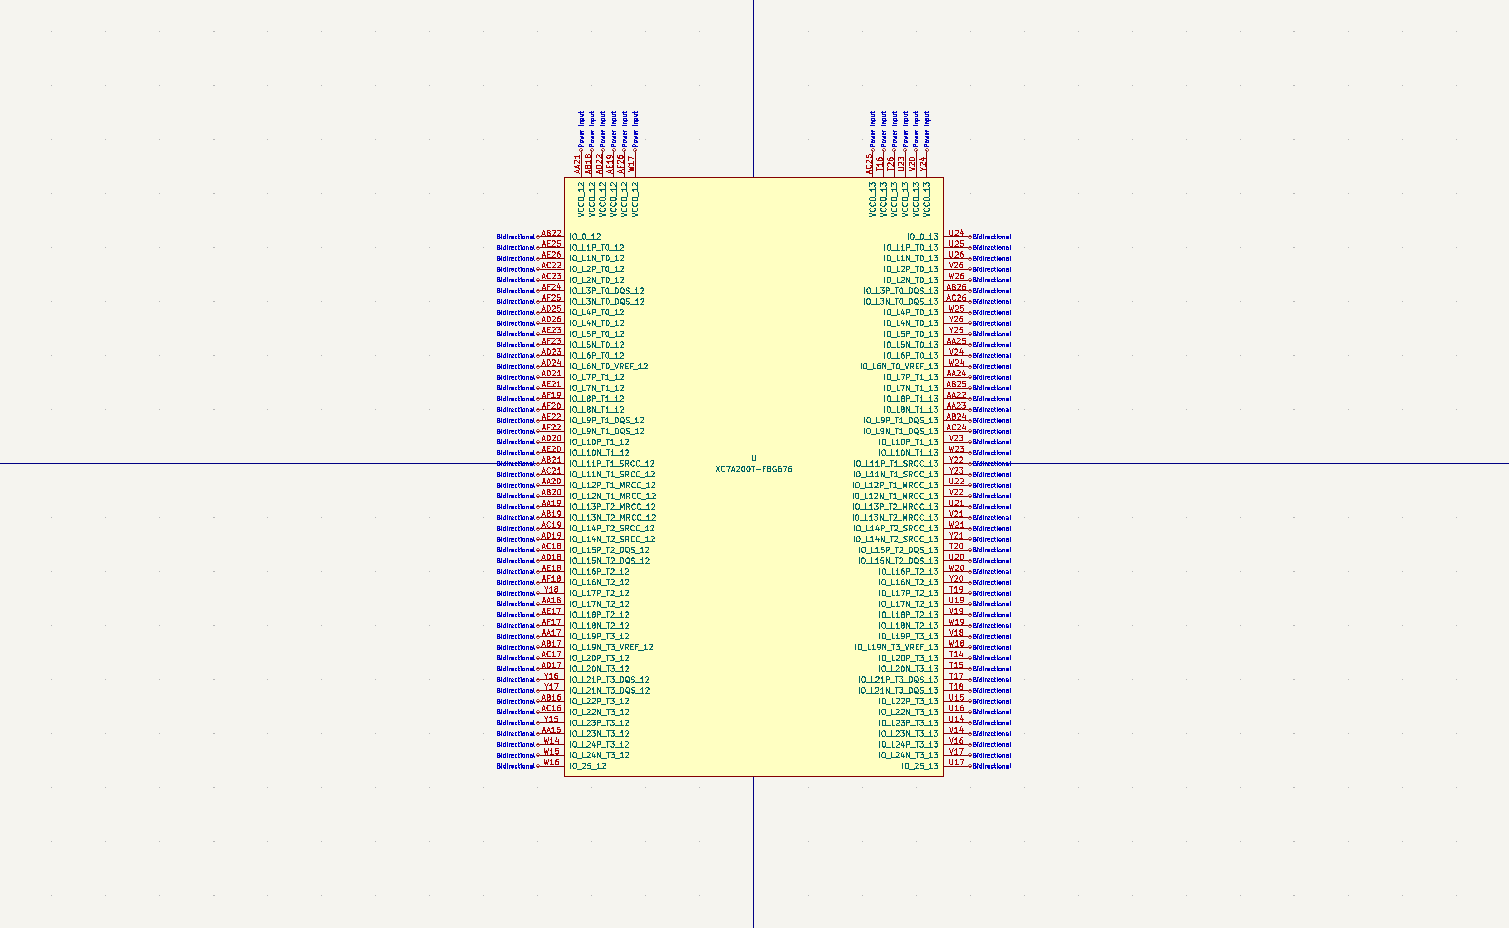 Power Input AA21 VCCO_12
Power Input AB18 VCCO_12
Power Input AD22 VCCO_12
Power Input AE19 VCCO_12
Power Input AF26 VCCO_12
Power Input W17 VCCO_12
Power Input AC25 VCCO_13
Power Input T16 VCCO_13
Power Input T26 VCCO_13
Power Input U23 VCCO_13
Power Input V20 VCCO_13
Power Input Y24 VCCO_13
Bidirectional AB22 IO_0_12 IO_0_13 U24 Bidirectional
Bidirectional AE25 IO_L1P_T0_12 IO_L1P_T0_13 U25 Bidirectional
Bidirectional AE26 IO_L1N_T0_12 IO_L1N_T0_13 U26 Bidirectional
Bidirectional AC22 IO_L2P_T0_12 IO_L2P_T0_13 V26 Bidirectional
Bidirectional AC23 IO_L2N_T0_12 IO_L2N_T0_13 W26 Bidirectional
Bidirectional AF24 IO_L3P_T0_DQS_12 IO_L3P_T0_DQS_13 AB26 Bidirectional
Bidirectional AF25 IO_L3N_T0_DQS_12 IO_L3N_T0_DQS_13 AC26 Bidirectional
Bidirectional AD25 IO_L4P_T0_12 IO_L4P_T0_13 W25 Bidirectional
Bidirectional AD26 IO_L4N_T0_12 IO_L4N_T0_13 Y26 Bidirectional
Bidirectional AE23 IO_L5P_T0_12 IO_L5P_T0_13 Y25 Bidirectional
Bidirectional AF23 IO_L5N_T0_12 IO_L5N_T0_13 AA25 Bidirectional
Bidirectional AD23 IO_L6P_T0_12 IO_L6P_T0_13 V24 Bidirectional
Bidirectional AD24 IO_L6N_T0_VREF_12 IO_L6N_T0_VREF_13 W24 Bidirectional
Bidirectional AD21 IO_L7P_T1_12 IO_L7P_T1_13 AA24 Bidirectional
Bidirectional AE21 IO_L7N_T1_12 IO_L7N_T1_13 AB25 Bidirectional
Bidirectional AF19 IO_L8P_T1_12 IO_L8P_T1_13 AA22 Bidirectional
Bidirectional AF20 IO_L8N_T1_12 IO_L8N_T1_13 AA23 Bidirectional
Bidirectional AE22 IO_L9P_T1_DQS_12 IO_L9P_T1_DQS_13 AB24 Bidirectional
Bidirectional AF22 IO_L9N_T1_DQS_12 IO_L9N_T1_DQS_13 AC24 Bidirectional
Bidirectional AD20 IO_L10P_T1_12 IO_L10P_T1_13 V23 Bidirectional
Bidirectional AE20 IO_L10N_T1_12 IO_L10N_T1_13 W23 Bidirectional
U
XC7A200T-FBG676
Bidirectional AB21 IO_L11P_T1_SRCC_12 IO_L11P_T1_SRCC_13 Y22 Bidirectional
Bidirectional AC21 IO_L11N_T1_SRCC_12 IO_L11N_T1_SRCC_13 Y23 Bidirectional
Bidirectional AA20 IO_L12P_T1_MRCC_12 IO_L12P_T1_MRCC_13 U22 Bidirectional
Bidirectional AB20 IO_L12N_T1_MRCC_12 IO_L12N_T1_MRCC_13 V22 Bidirectional
Bidirectional AA19 IO_L13P_T2_MRCC_12 IO_L13P_T2_MRCC_13 U21 Bidirectional
Bidirectional AB19 IO_L13N_T2_MRCC_12 IO_L13N_T2_MRCC_13 V21 Bidirectional
Bidirectional AC19 IO_L14P_T2_SRCC_12 IO_L14P_T2_SRCC_13 W21 Bidirectional
Bidirectional AD19 IO_L14N_T2_SRCC_12 IO_L14N_T2_SRCC_13 Y21 Bidirectional
Bidirectional AC18 IO_L15P_T2_DQS_12 IO_L15P_T2_DQS_13 T20 Bidirectional
Bidirectional AD18 IO_L15N_T2_DQS_12 IO_L15N_T2_DQS_13 U20 Bidirectional
Bidirectional AE18 IO_L16P_T2_12 IO_L16P_T2_13 W20 Bidirectional
Bidirectional AF18 IO_L16N_T2_12 IO_L16N_T2_13 Y20 Bidirectional
Bidirectional Y18 IO_L17P_T2_12 IO_L17P_T2_13 T19 Bidirectional
Bidirectional AA18 IO_L17N_T2_12 IO_L17N_T2_13 U19 Bidirectional
Bidirectional AE17 IO_L18P_T2_12 IO_L18P_T2_13 V19 Bidirectional
Bidirectional AF17 IO_L18N_T2_12 IO_L18N_T2_13 W19 Bidirectional
Bidirectional AA17 IO_L19P_T3_12 IO_L19P_T3_13 V18 Bidirectional
Bidirectional AB17 IO_L19N_T3_VREF_12 IO_L19N_T3_VREF_13 W18 Bidirectional
Bidirectional AC17 IO_L20P_T3_12 IO_L20P_T3_13 T14 Bidirectional
Bidirectional AD17 IO_L20N_T3_12 IO_L20N_T3_13 T15 Bidirectional
Bidirectional Y16 IO_L21P_T3_DQS_12 IO_L21P_T3_DQS_13 T17 Bidirectional
Bidirectional Y17 IO_L21N_T3_DQS_12 IO_L21N_T3_DQS_13 T18 Bidirectional
Bidirectional AB16 IO_L22P_T3_12 IO_L22P_T3_13 U15 Bidirectional
Bidirectional AC16 IO_L22N_T3_12 IO_L22N_T3_13 U16 Bidirectional
Bidirectional Y15 IO_L23P_T3_12 IO_L23P_T3_13 U14 Bidirectional
Bidirectional AA15 IO_L23N_T3_12 IO_L23N_T3_13 V14 Bidirectional
Bidirectional W14 IO_L24P_T3_12 IO_L24P_T3_13 V16 Bidirectional
Bidirectional W15 IO_L24N_T3_12 IO_L24N_T3_13 V17 Bidirectional
Bidirectional W16 IO_25_12 IO_25_13 U17 Bidirectional